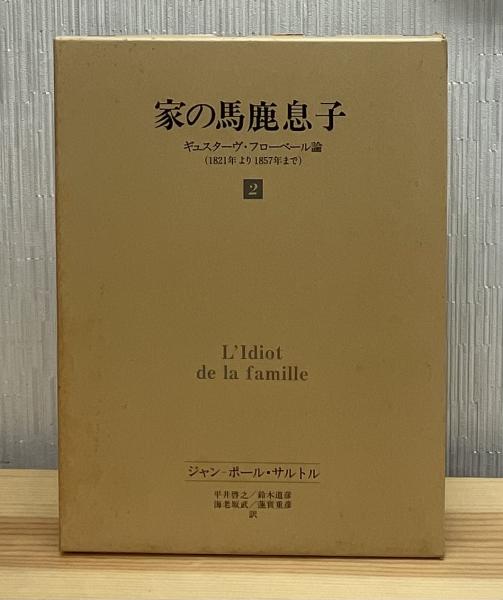 家の馬鹿息子
ギュスターヴ・フローベール論
(1821年より1857年まで)
2
L'Idiot
de la famille
ジャン-ポール・サルトル
平井啓之／鈴木道彦
海老坂武／蓮實重彦
訳